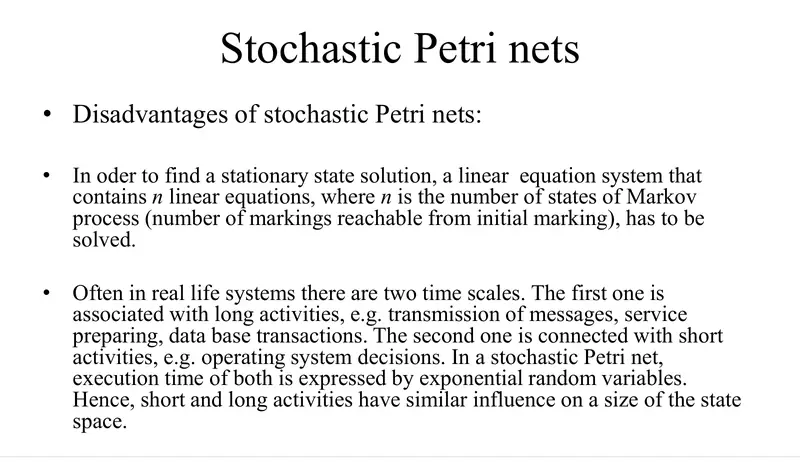 Stochastic Petri nets
• Disadvantages of stochastic Petri nets:
• In oder to find a stationary state solution, a linear equation system that
contains n linear equations, where n is the number of states of Markov
process (number of markings reachable from initial marking), has to be
solved.
• Often in real life systems there are two time scales. The first one is
associated with long activities, e.g. transmission of messages, service
preparing, data base transactions. The second one is connected with short
activities, e.g. operating system decisions. In a stochastic Petri net,
execution time of both is expressed by exponential random variables.
Hence, short and long activities have similar influence on a size of the state
space.